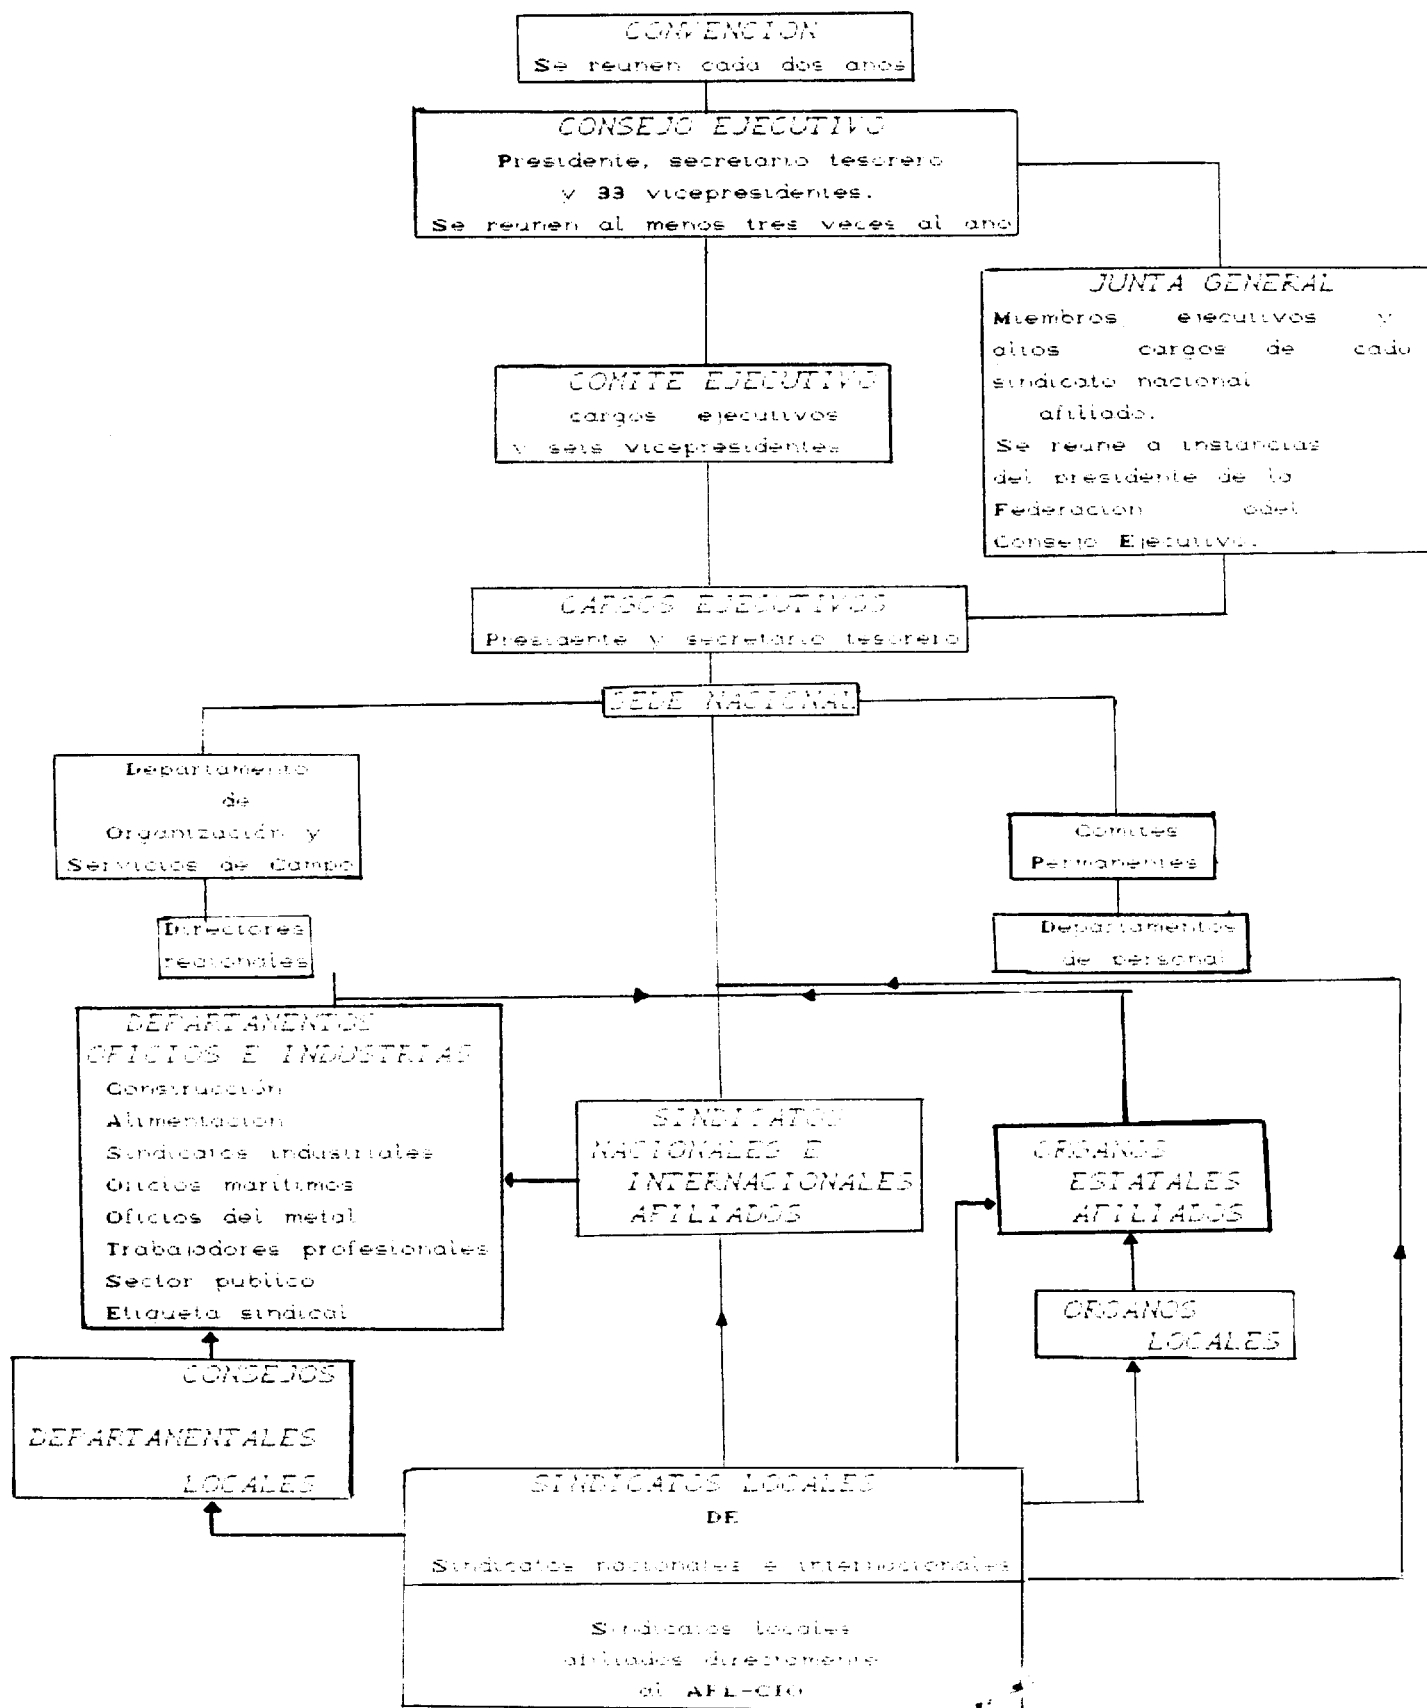 CONVENCION
Se reunen cada dos anos
CONSEJO EJECUTIVO
Presidente, secretario tesorero
y 33 vicepresidentes.
Se reunen al menos tres veces al ano
JUNTA GENERAL
Miembros ejecutivos y
altos cargos de cada
sindicato nacional
afiliado.
Se reune a instancias
del presidente de la
Federacion odel
Consejo Ejecutivo.
COMITE EJECUTIVO
cargos ejecutivos
y seis vicepresidentes
CARGOS EJECUTIVOS
Presidente y secretario tesorero
SEDE NACIONAL
Departamento
de
Organización y
Servicios de Campo
Comites
Permanentes
Directores
regionales
Departamentos
de personal
DEPARTAMENTOS
OFICIOS E INDUSTRIAS
Construcción
Alimentacion
Sindicatos industriales
Oficios marítimos
Oficios del metal
Trabajadores profesionales
Sector publico
Etiqueta sindical
SINDICATOS
NACIONALES E
INTERNACIONALES
AFILIADOS
ORGANOS
ESTATALES
AFILIADOS
ORGANOS
LOCALES
CONSEJOS
DEPARTAMENTALES
LOCALES
SINDICATOS LOCALES
DE
Sindicatos nacionales e internacionales
Sindicatos locales
afiliados directamente
al AFL-CIO